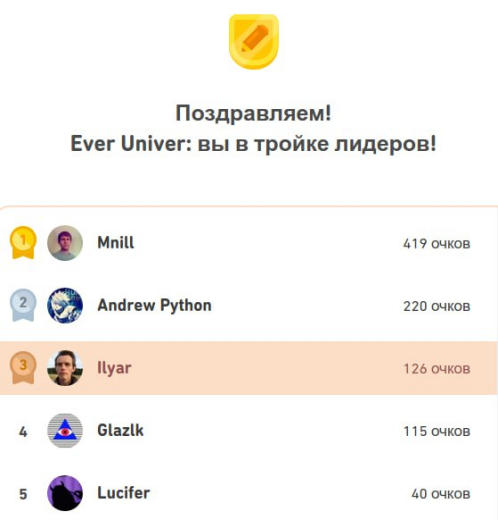 Поздравляем!
Ever Univer: вы в тройке лидеров!
1 Mnill 419 очков
2 Andrew Python 220 очков
3 Ilyar 126 очков
4 Glazlk 115 очков
5 Lucifer 40 очков